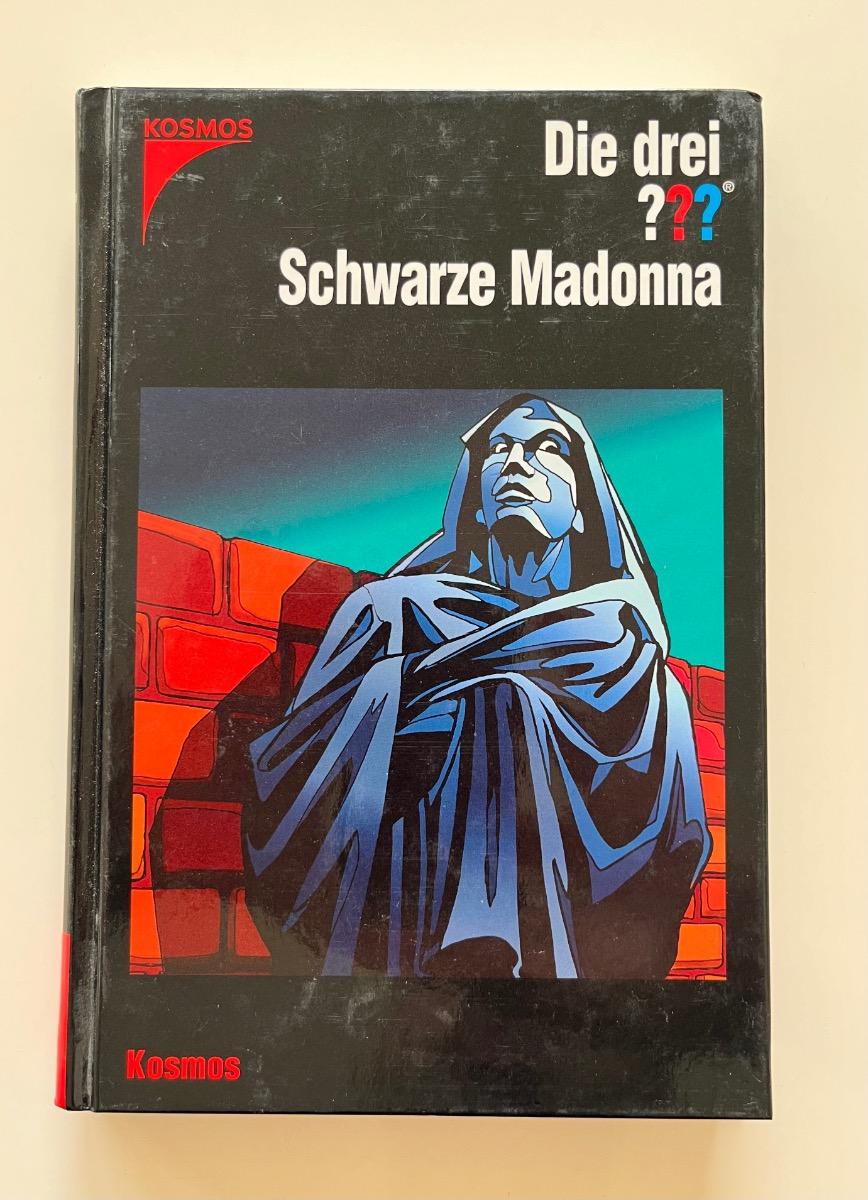 KOSMOS
Die drei
???®
Schwarze Madonna
Kosmos